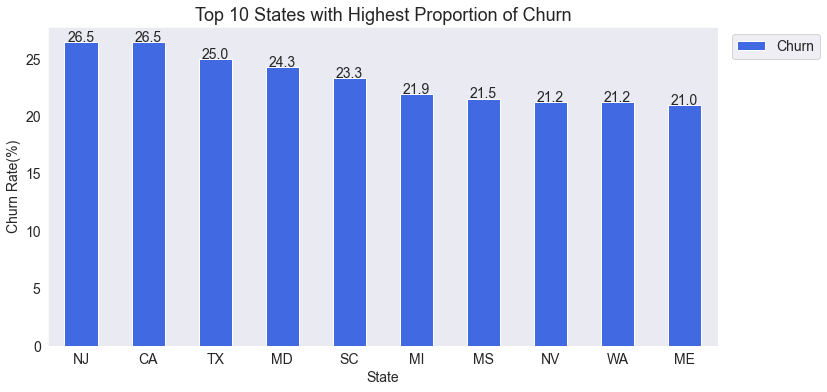 Top 10 States with Highest Proportion of Churn
Churn
26.5 26.5 25.0 24.3 23.3 21.9 21.5 21.2 21.2 21.0
Churn Rate(%)
25
20
15
10
5
0
NJ CA TX MD SC MI MS NV WA ME
State